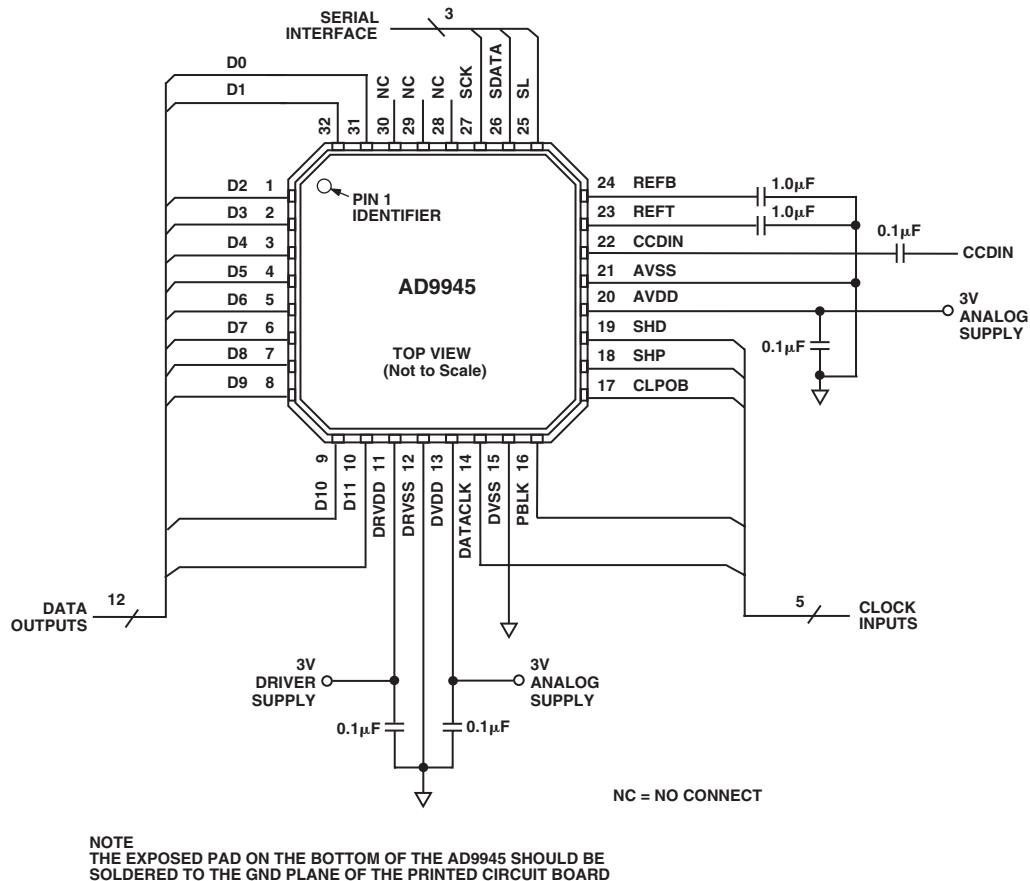 SERIAL
INTERFACE
3
D0
D1
32
31
30 NC
29 NC
28 NC
27 SCK
26 SDATA
25 SL
D2 1
D3 2
D4 3
D5 4
D6 5
D7 6
D8 7
D9 8
PIN 1
IDENTIFIER
AD9945
TOP VIEW
(Not to Scale)
24 REFB
23 REFT
22 CCDIN
21 AVSS
20 AVDD
19 SHD
18 SHP
17 CLPOB
1.0μF
1.0μF
0.1μF
CCDIN
3V
ANALOG
SUPPLY
0.1μF
D10 9
D11 10
DRVDD 11
DRVSS 12
DVDD 13
DATACLK 14
DVSS 15
PBLK 16
DATA
OUTPUTS
12
5
CLOCK
INPUTS
3V
DRIVER
SUPPLY
3V
ANALOG
SUPPLY
0.1μF
0.1μF
NC = NO CONNECT
NOTE
THE EXPOSED PAD ON THE BOTTOM OF THE AD9945 SHOULD BE
SOLDERED TO THE GND PLANE OF THE PRINTED CIRCUIT BOARD